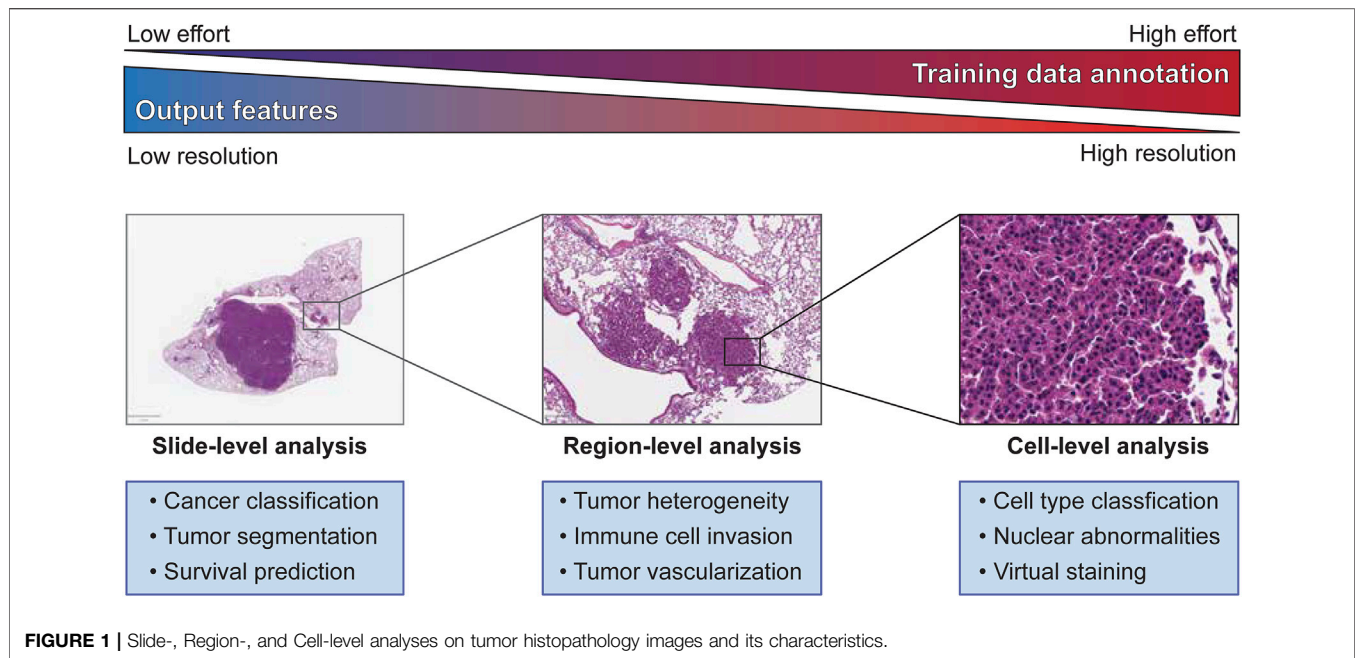 Low effort
High effort
Training data annotation
Output features
Low resolution
High resolution
Slide-level analysis
Region-level analysis
Cell-level analysis
• Cancer classification
• Tumor segmentation
• Survival prediction
• Tumor heterogeneity
• Immune cell invasion
• Tumor vascularization
• Cell type classfication
• Nuclear abnormalities
• Virtual staining
FIGURE 1 | Slide-, Region-, and Cell-level analyses on tumor histopathology images and its characteristics.